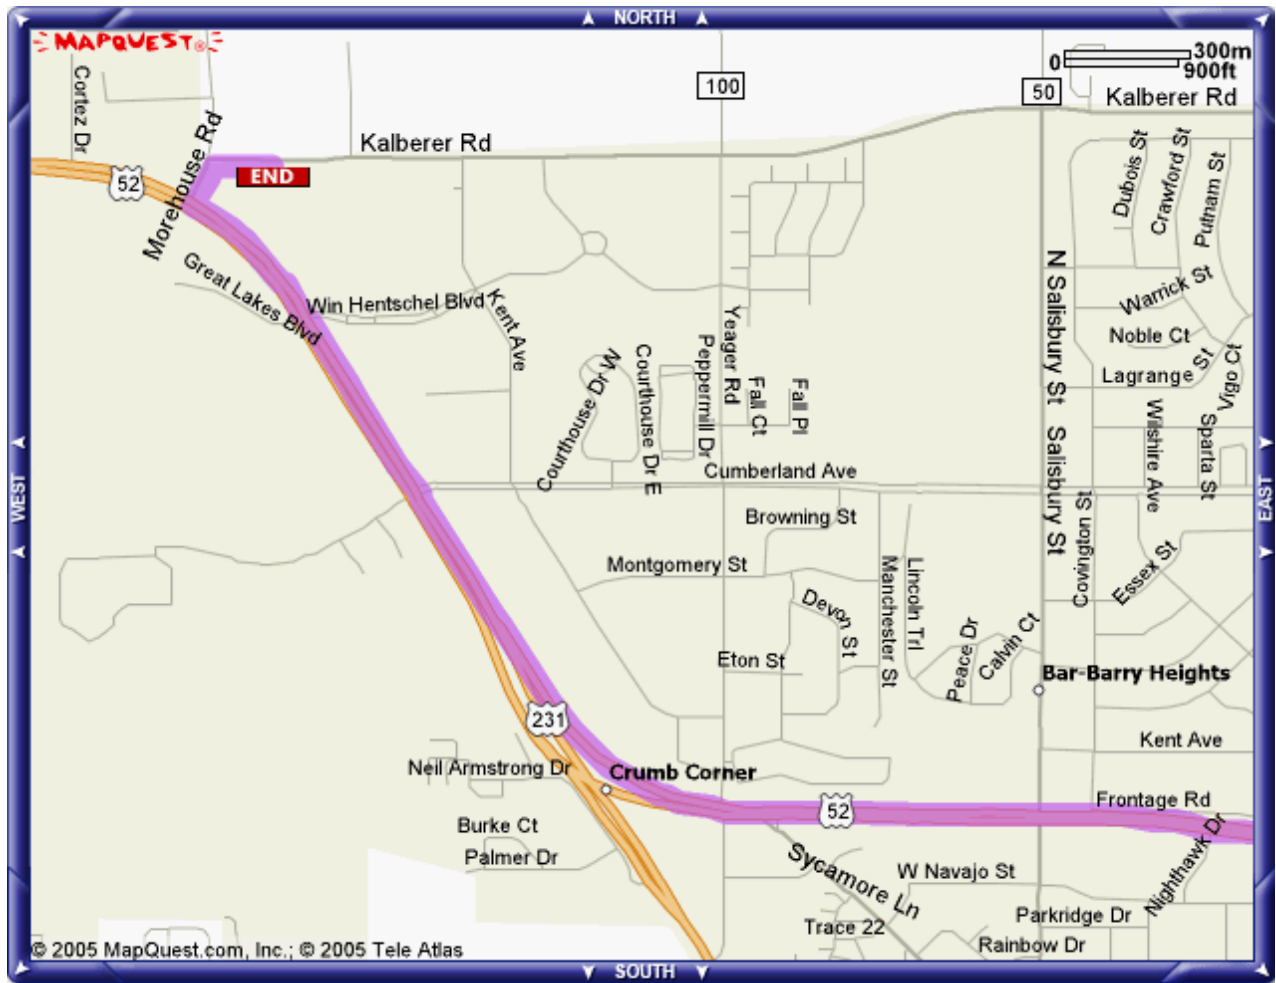 NORTH
MAPQUEST®
0
300m
900ft
Cortez Dr
100
50
Kalberer Rd
Kalberer Rd
Morehouse Rd
END
52
Dubois St
Crawford St
Putnam St
Great Lakes Blvd
Win Hentschel Blvd
Kent Ave
N Salisbury St
Warrick St
Noble Ct
Lagrange St
Vigo Ct
Yeager Rd
Peppermill Dr
Courthouse Dr W
Courthouse Dr E
Fall Ct
Fall Pl
Wilshire Ave
Sparta St
Salisbury St
WEST
EAST
Cumberland Ave
Browning St
Covington St
Montgomery St
Manchester St
Lincoln Trl
Essex St
Devon St
Eton St
Peace Dr
Calvin Ct
Bar-Barry Heights
231
Kent Ave
Neil Armstrong Dr
Crumb Corner
52
Frontage Rd
Burke Ct
Palmer Dr
Sycamore Ln
W Navajo St
Nighthawk Dr
Trace 22
Parkridge Dr
Rainbow Dr
© 2005 MapQuest.com, Inc.; © 2005 Tele Atlas
SOUTH